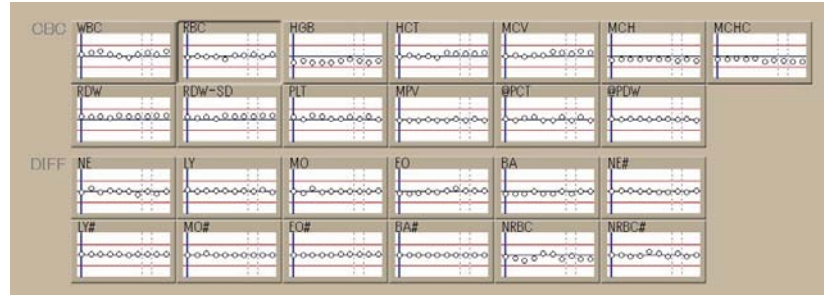 CBC WBC RBC HGB HCT MCV MCH MCHC
RDW RDW-SD PLT MPV @PCT @PDW
DIFF NE LY MO EO BA NE#
LY# MO# EO# BA# NRBC NRBC#